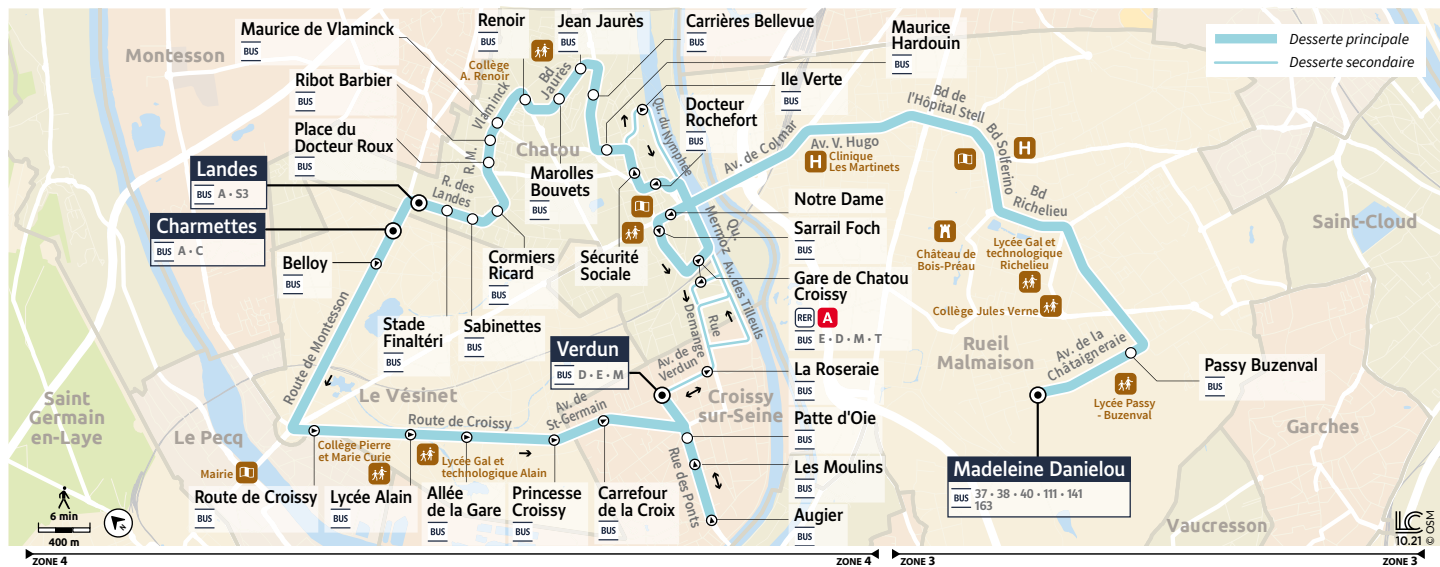 Maurice de Vlaminck
BUS
Renoir
BUS
Jean Jaurès
BUS
Carrières Bellevue
BUS
Maurice
Hardouin
BUS
Desserte principale
Desserte secondaire
Montesson
Collège
A. Renoir
Bd
Jaurès
Ribot Barbier
BUS
Ile Verte
BUS
Bd de
l'Hôpital Stell
Docteur
Rochefort
BUS
Qu. du Nymphée
Place du
Docteur Roux
BUS
R. M. Vlaminck
Chatou
Av. de Colmar
Av. V. Hugo
H
Clinique
Les Martinets
H
Bd Solferino
Landes
BUS A • S3
R. des
Landes
Marolles
Bouvets
BUS
Bd
Richelieu
Notre Dame
Saint-Cloud
Charmettes
BUS A • C
Qu.
Mermoz
Sarrail Foch
BUS
Château de
Bois-Préau
Lycée Gal et
technologique
Richelieu
Belloy
BUS
Cormiers
Ricard
BUS
Sécurité
Sociale
Gare de Chatou
Croissy
RER A
BUS E • D • M • T
Av. des Tilleuls
Collège Jules Verne
Route de Montesson
Stade
Finaltéri
BUS
Sabinettes
BUS
Rue
Demange
Rueil
Malmaison
Av. de la
Châtaigneraie
Verdun
BUS D • E • M
Av. de
Verdun
La Roseraie
BUS
Passy Buzenval
BUS
Saint
Germain
en-Laye
Le Vésinet
Croissy
sur-Seine
Lycée Passy
- Buzenval
Le Pecq
Route de Croissy
Av. de
St-Germain
Patte d'Oie
BUS
Garches
Mairie
Collège Pierre
et Marie Curie
Lycée Gal et
technologique Alain
Rue des Ponts
Les Moulins
BUS
Madeleine Danielou
BUS 37 • 38 • 40 • 111 • 141
163
Route de Croissy
BUS
Lycée Alain
BUS
Allée
de la Gare
BUS
Princesse
Croissy
BUS
Carrefour
de la Croix
BUS
Augier
BUS
Vaucresson
6 min
400 m
LC
10.21 © OSM
ZONE 4
ZONE 4
ZONE 3
ZONE 3